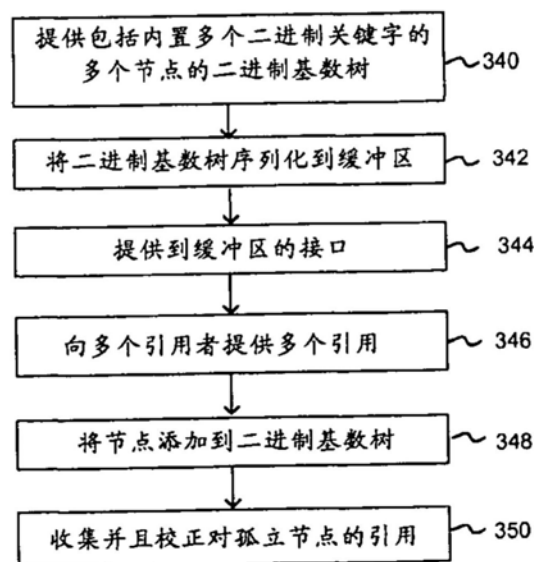 提供包括内置多个二进制关键字的
多个节点的二进制基数树
340
将二进制基数树序列化到缓冲区
342
提供到缓冲区的接口
344
向多个引用者提供多个引用
346
将节点添加到二进制基数树
348
收集并且校正对孤立节点的引用
350